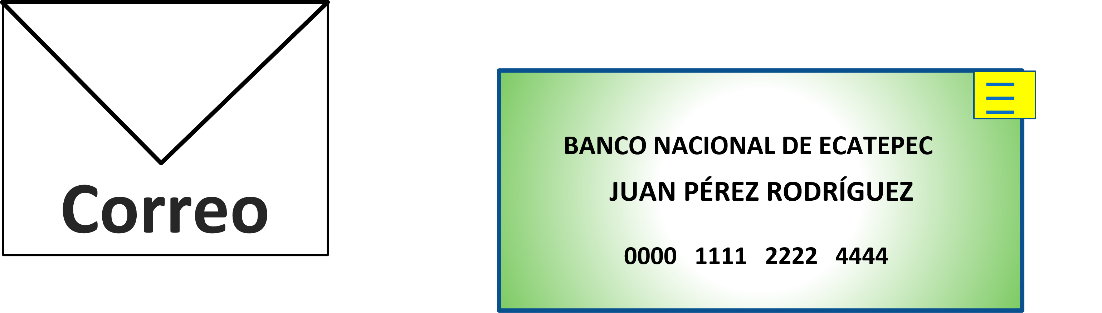 Correo
BANCO NACIONAL DE ECATEPEC
JUAN PÉREZ RODRÍGUEZ
0000 1111 2222 4444